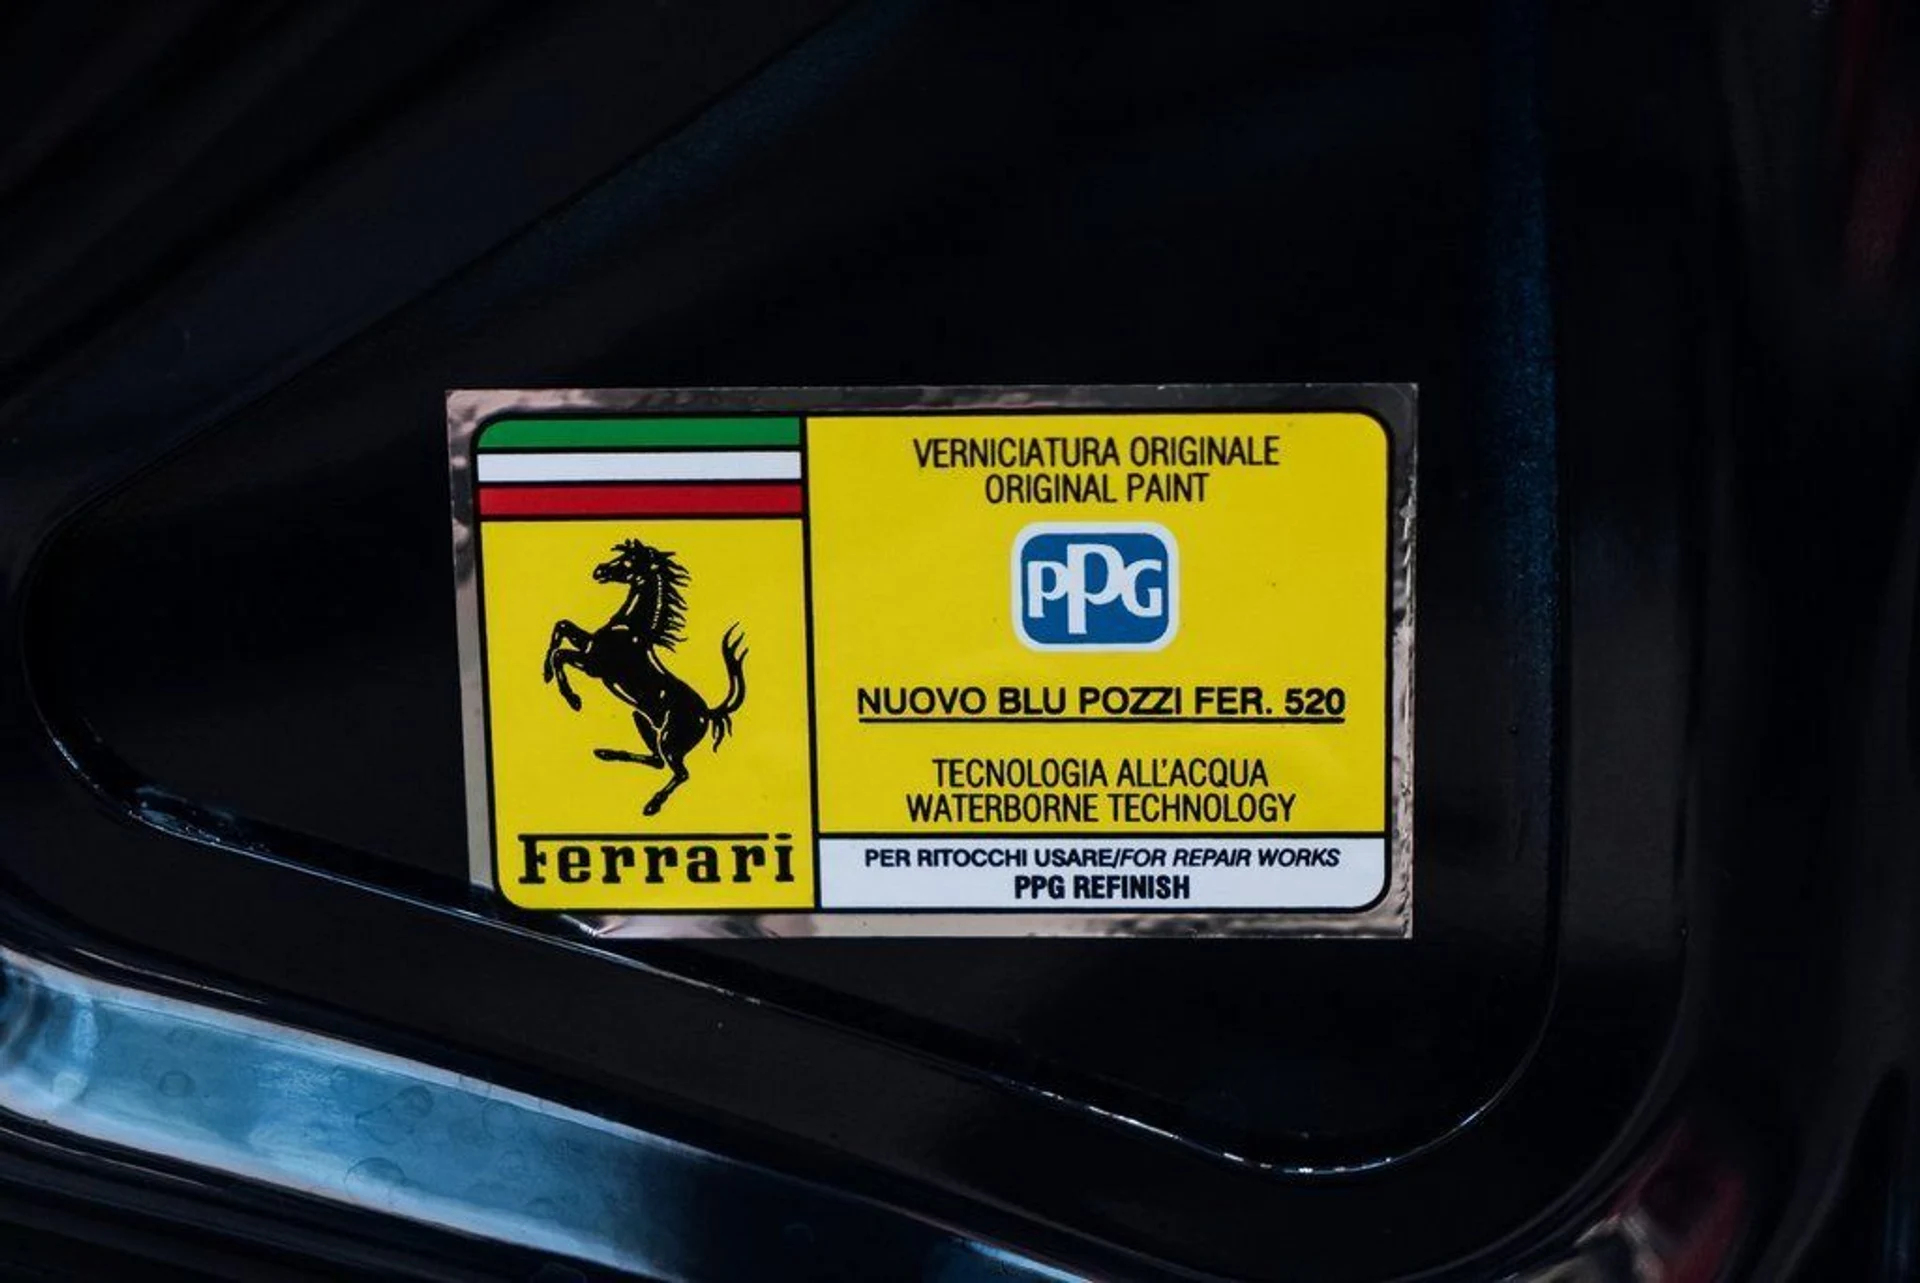 VERNICIATURA ORIGINALE
ORIGINAL PAINT
PPG
NUOVO BLU POZZI FER. 520
TECNOLOGIA ALL'ACQUA
WATERBORNE TECHNOLOGY
PER RITOCCHI USARE/FOR REPAIR WORKS
PPG REFINISH
Ferrari